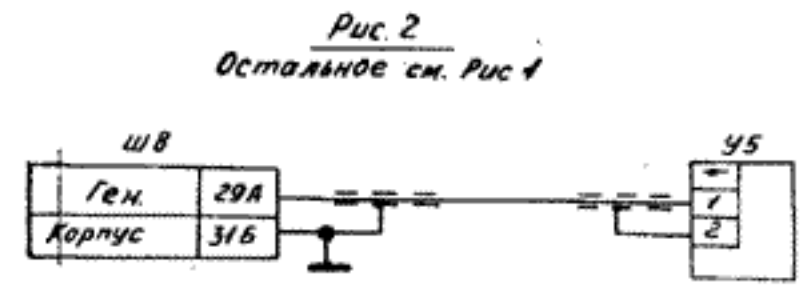 Рис. 2
Остальное см. Рис 1
Ш8
У5
Ген. 29А
1
Корпус 31Б
2